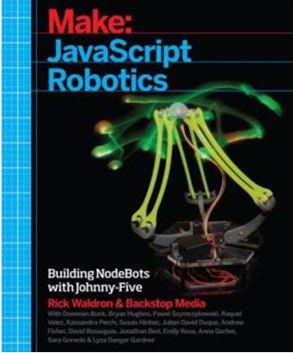 Make:
JavaScript
Robotics
Building NodeBots
with Johnny-Five
Rick Waldron & Backstop Media
With Donovan Buck, Bryan Hughes, Pawel Szymczykowski, Raquel
Velez, Kassandra Perch, Susan Hinton, Julian David Duque, Andrew
Fisher, David Resseguie, Jonathan Beri, Emily Rose, Anna Gerber,
Sara Gorecki & Lyza Danger Gardner